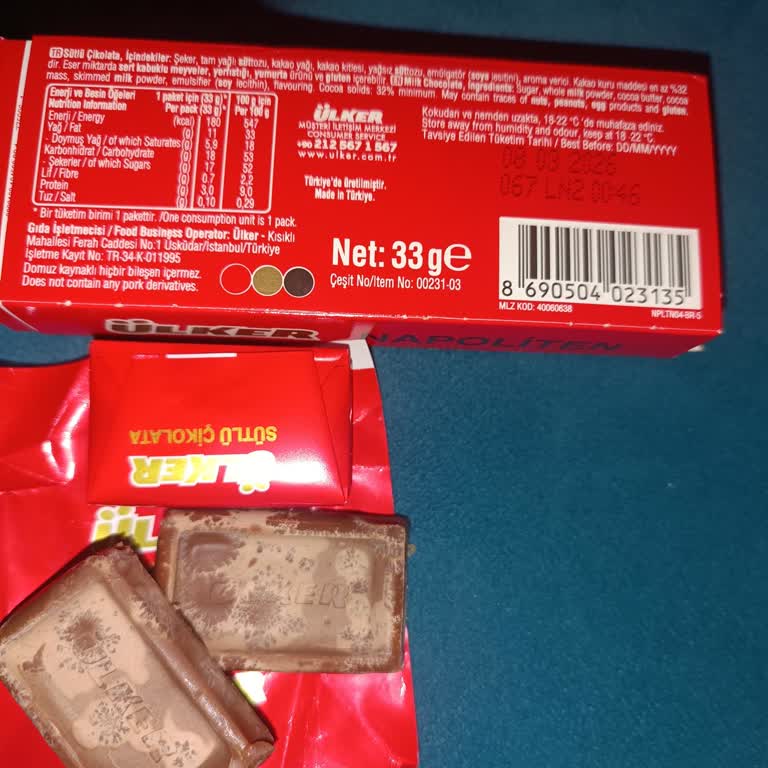 TR Sütlü Çikolata, İçindekiler: Şeker, tam yağlı süttozu, kakao yağı, kakao kitlesi, yağsız süttozu, emülgatör (soya lesitini), aroma verici. Kakao kuru maddesi en az %32
dir. Eser miktarda sert kabuklu meyveler, yerfıstığı, yumurta ürünü ve gluten içerebilir. EN Milk Chocolate, Ingredients: Sugar, whole milk powder, cocoa butter, cocoa
mass, skimmed milk powder, emulsifier (soy lecithin), flavouring. Cocoa solids: 32% minimum. May contain traces of nuts, peanuts, egg products and gluten.
Enerji ve Besin Öğeleri 1 paket için (33 g)* 100 g için
Nutrition Information Per pack (33 g)* Per 100 g
Enerji / Energy (kcal) 180 541
Yağ / Fat (g) 11 33
- Doymuş Yağ / of which Saturates (g) 5,9 18
Karbonhidrat / Carbohydrate (g) 18 53
- Şekerler / of which Sugars (g) 17 52
Lif / Fibre (g) 0,7 2,2
Protein (g) 3,0 9,0
Tuz / Salt (g) 0,10 0,29
* Bir tüketim birimi 1 pakettir. /One consumption unit is 1 pack.
Gıda İşletmecisi / Food Business Operator: Ülker - Kısıklı
Mahallesi Ferah Caddesi No:1 Üsküdar/İstanbul/Türkiye
İşletme Kayıt No: TR-34-K-011995
Domuz kaynaklı hiçbir bileşen içermez.
Does not contain any pork derivatives.
ÜLKER
MÜŞTERİ İLETİŞİM MERKEZİ
CONSUMER SERVICE
+90 212 567 1 567
www.ulker.com.tr
Türkiye'de üretilmiştir.
Made in Türkiye.
Net: 33 g e
Çeşit No/Item No: 00231-03
Kokudan ve nemden uzakta, 18-22 °C 'de muhafaza ediniz.
Store away from humidity and odour, keep at 18-22 °C.
Tavsiye Edilen Tüketim Tarihi / Best Before: DD/MM/YYYY
08 03 2026
067 LN2 00:46
8 690504 023135
MLZ KOD: 40060638
NPLTN64-BR-S
ÜLKER NAPOLİTEN
SÜTLÜ ÇİKOLATA
ÜLKER
ÜLKER
ÜLKER